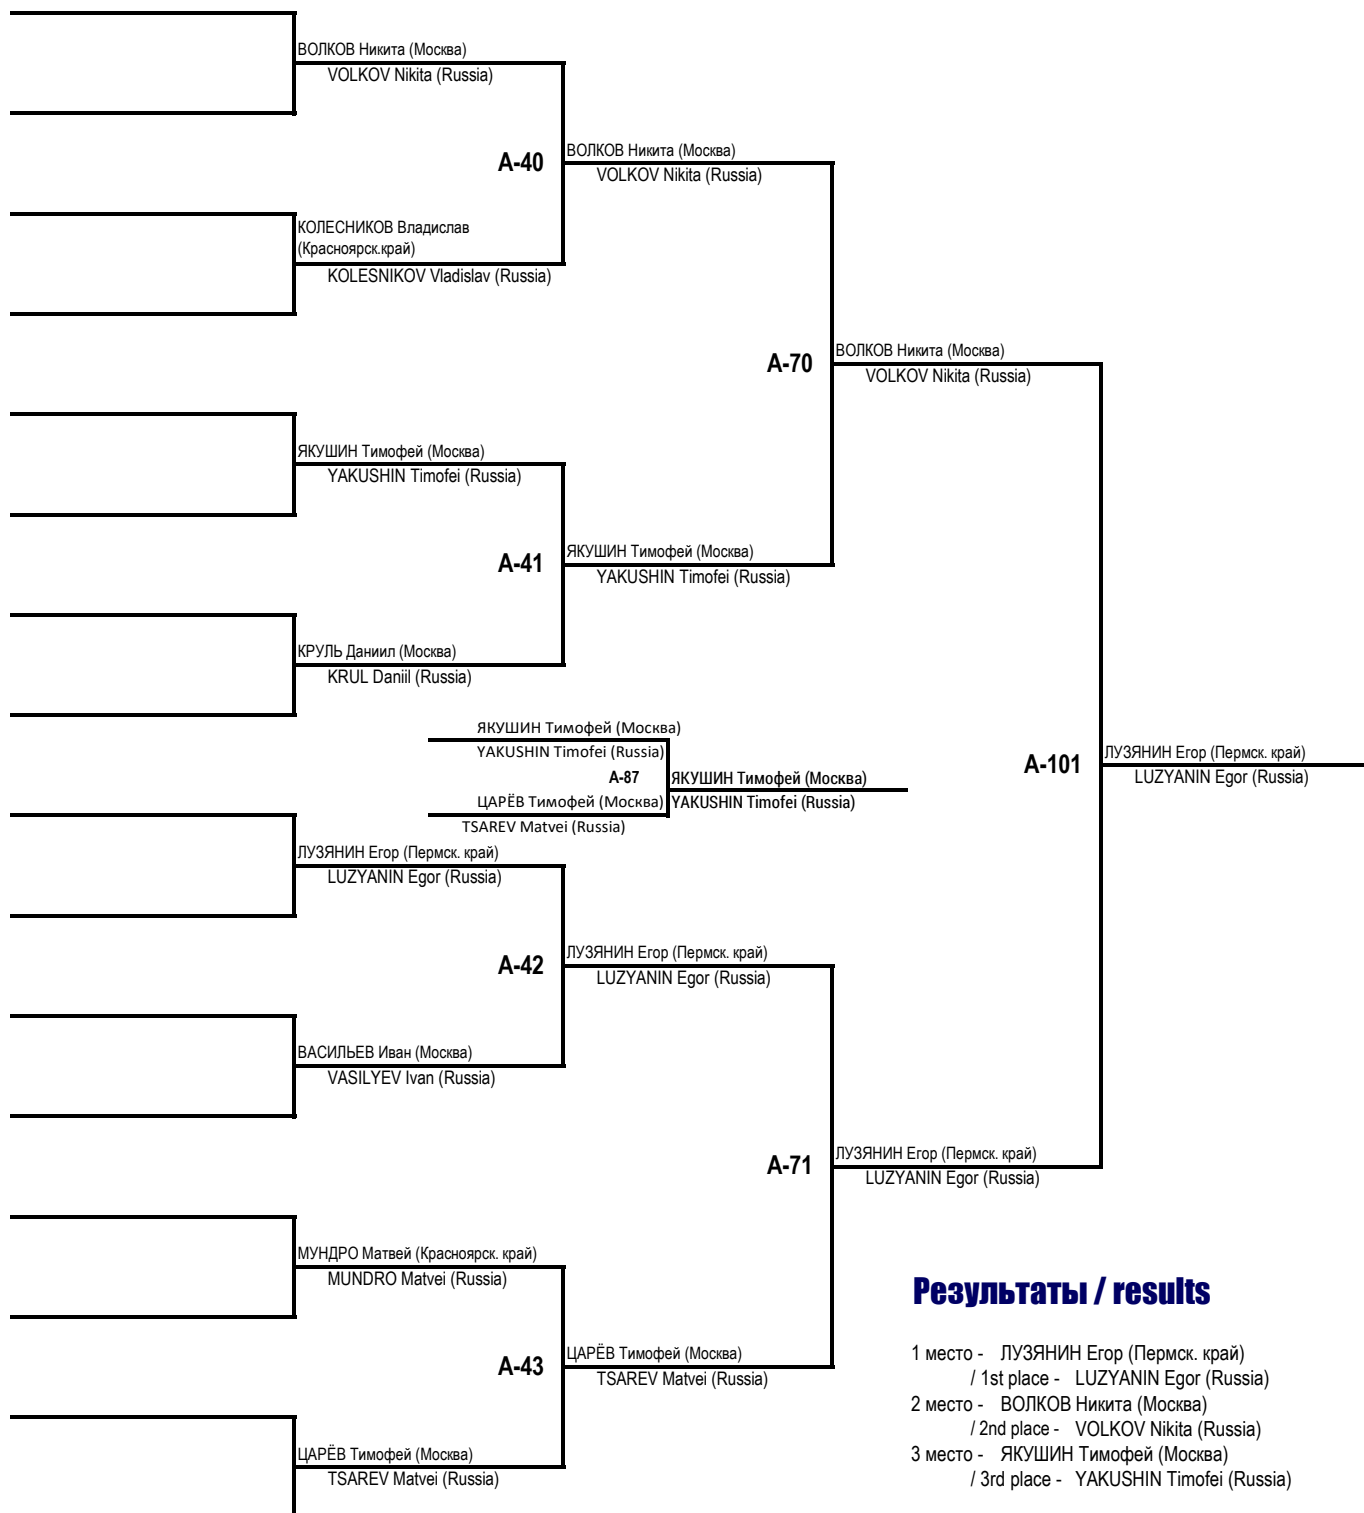 ВОЛКОВ Никита (Москва)
VOLKOV Nikita (Russia)
A-40
ВОЛКОВ Никита (Москва)
VOLKOV Nikita (Russia)
КОЛЕСНИКОВ Владислав
(Красноярск.край)
KOLESNIKOV Vladislav (Russia)
A-70
ВОЛКОВ Никита (Москва)
VOLKOV Nikita (Russia)
ЯКУШИН Тимофей (Москва)
YAKUSHIN Timofei (Russia)
A-41
ЯКУШИН Тимофей (Москва)
YAKUSHIN Timofei (Russia)
КРУЛЬ Даниил (Москва)
KRUL Daniil (Russia)
ЯКУШИН Тимофей (Москва)
YAKUSHIN Timofei (Russia)
A-87
ЯКУШИН Тимофей (Москва)
YAKUSHIN Timofei (Russia)
ЦАРЁВ Тимофей (Москва)
TSAREV Matvei (Russia)
A-101
ЛУЗЯНИН Егор (Пермск. край)
LUZYANIN Egor (Russia)
ЛУЗЯНИН Егор (Пермск. край)
LUZYANIN Egor (Russia)
A-42
ЛУЗЯНИН Егор (Пермск. край)
LUZYANIN Egor (Russia)
ВАСИЛЬЕВ Иван (Москва)
VASILYEV Ivan (Russia)
A-71
ЛУЗЯНИН Егор (Пермск. край)
LUZYANIN Egor (Russia)
МУНДРО Матвей (Красноярск. край)
MUNDRO Matvei (Russia)
A-43
ЦАРЁВ Тимофей (Москва)
TSAREV Matvei (Russia)
ЦАРЁВ Тимофей (Москва)
TSAREV Matvei (Russia)
Результаты / results
1 место - ЛУЗЯНИН Егор (Пермск. край)
/ 1st place - LUZYANIN Egor (Russia)
2 место - ВОЛКОВ Никита (Москва)
/ 2nd place - VOLKOV Nikita (Russia)
3 место - ЯКУШИН Тимофей (Москва)
/ 3rd place - YAKUSHIN Timofei (Russia)